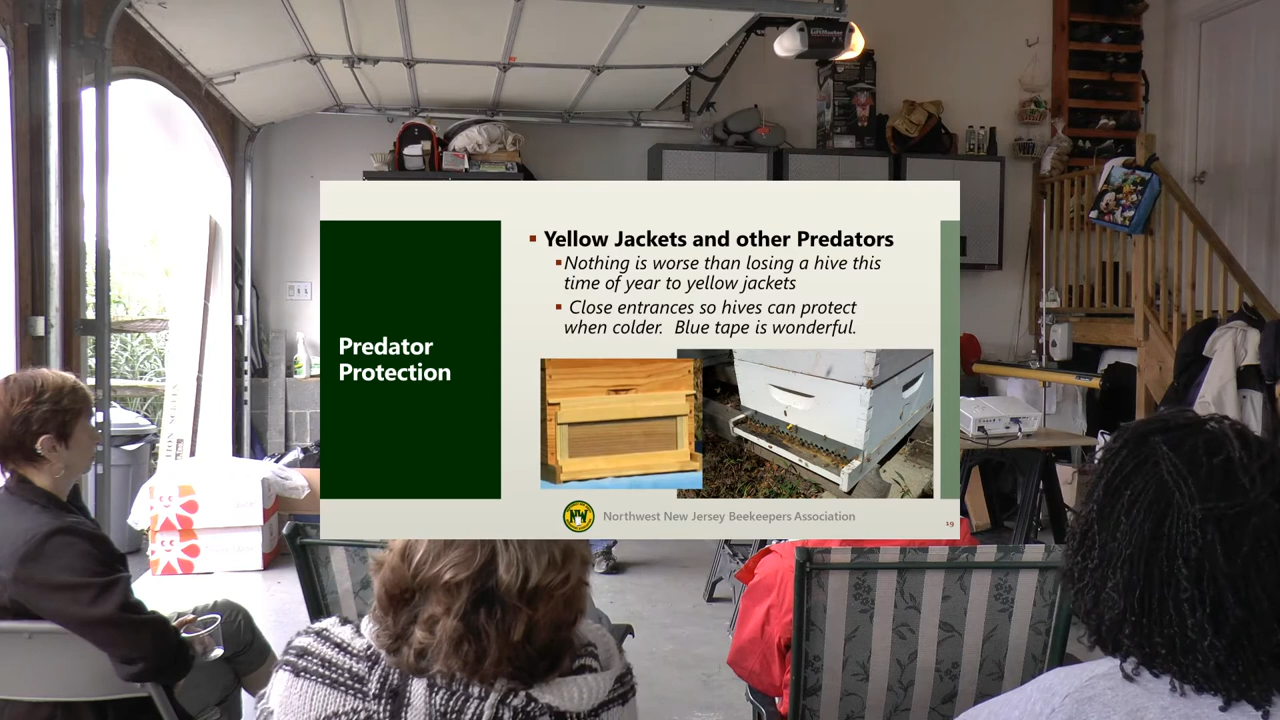 Predator
Protection
Yellow Jackets and other Predators
Nothing is worse than losing a hive this
time of year to yellow jackets
Close entrances so hives can protect
when colder. Blue tape is wonderful.
NW
Northwest New Jersey Beekeepers Association
19